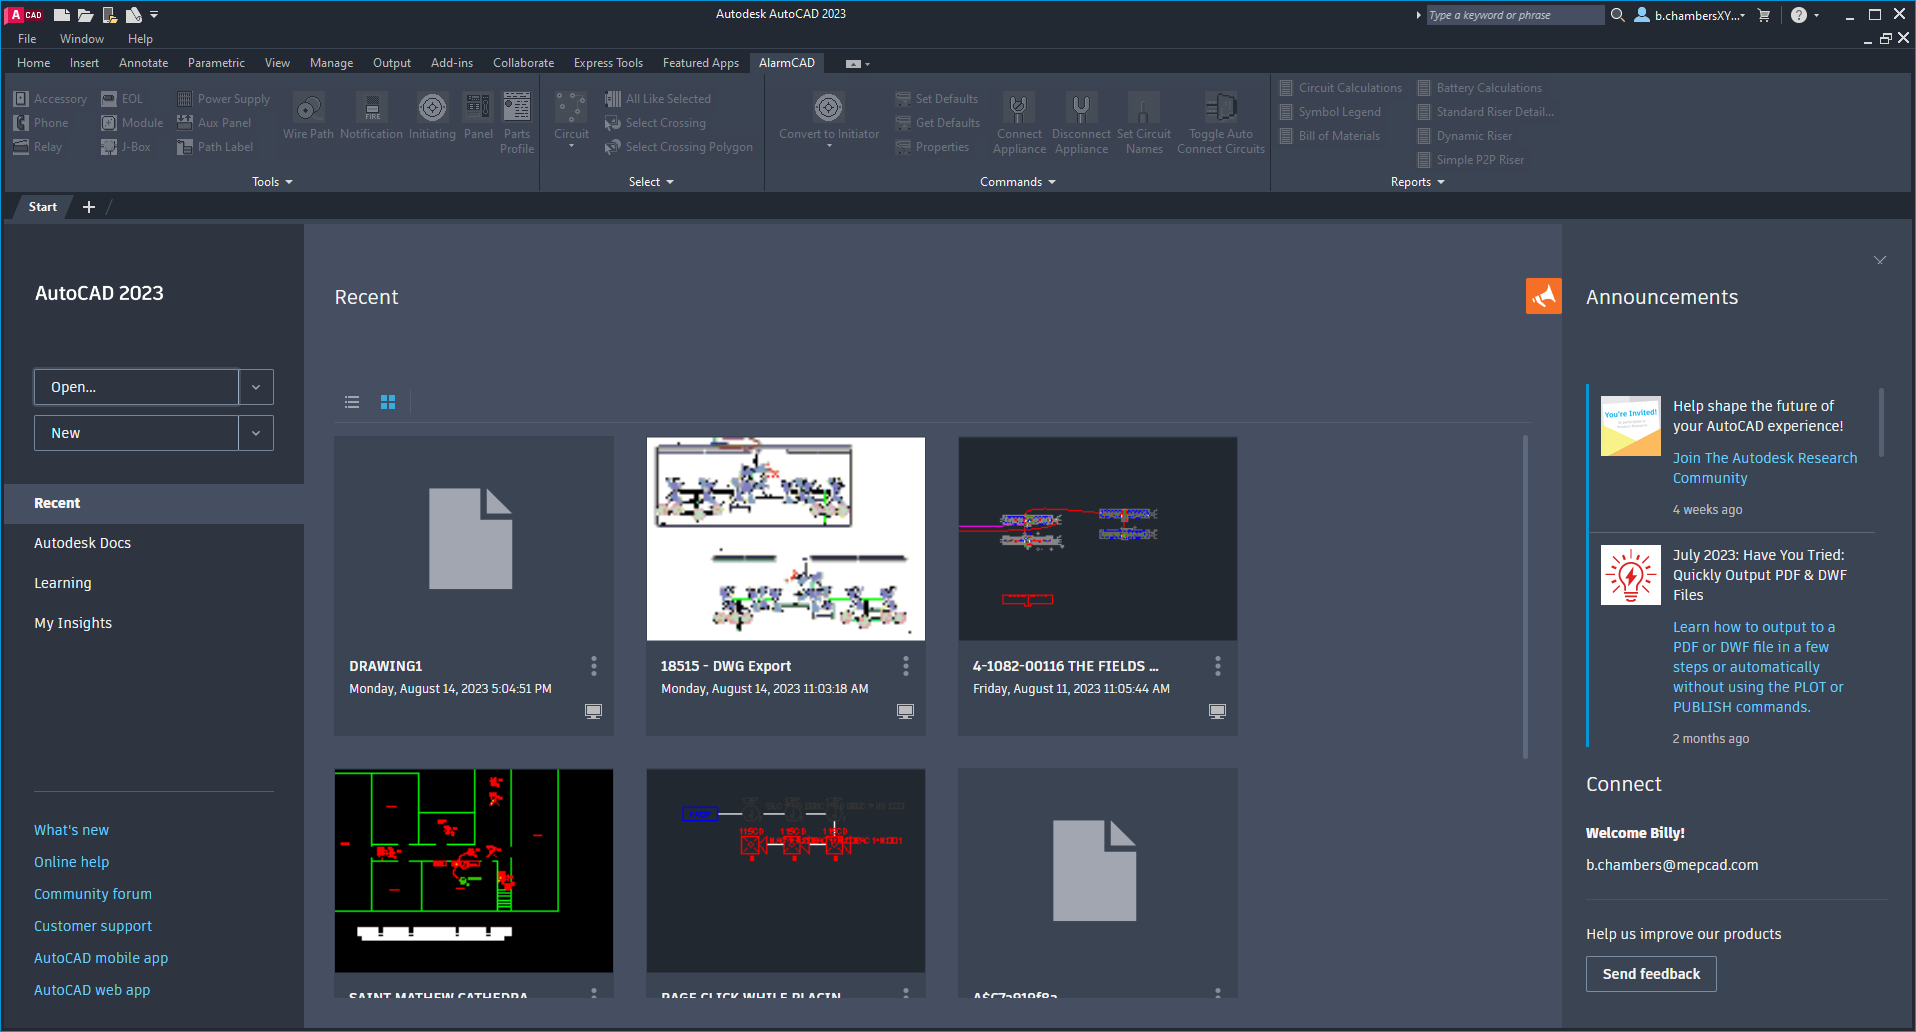 A CAD
Autodesk AutoCAD 2023
Type a keyword or phrase
b.chambersXY...
File Window Help
Home Insert Annotate Parametric View Manage Output Add-ins Collaborate Express Tools Featured Apps AlarmCAD
Accessory EOL Power Supply
Phone Module Aux Panel
Relay J-Box Path Label
Wire Path Notification Initiating Panel Parts
Profile
FIRE
Tools
Circuit
All Like Selected
Select Crossing
Select Crossing Polygon
Select
Convert to Initiator
Set Defaults
Get Defaults
Properties
Connect
Appliance
Disconnect
Appliance
Set Circuit
Names
Toggle Auto
Connect Circuits
Commands
Circuit Calculations
Symbol Legend
Bill of Materials
Battery Calculations
Standard Riser Detail...
Dynamic Riser
Simple P2P Riser
Reports
Start
AutoCAD 2023
Open...
New
Recent
Autodesk Docs
Learning
My Insights
What's new
Online help
Community forum
Customer support
AutoCAD mobile app
AutoCAD web app
Recent
DRAWING1
Monday, August 14, 2023 5:04:51 PM
18515 - DWG Export
Monday, August 14, 2023 11:03:18 AM
4-1082-00116 THE FIELDS ...
Friday, August 11, 2023 11:05:44 AM
115CD 115CD 115CD
SAINT MATHEW CATHEDRA
PAGE CLICK WHILE PLACIN
A$C7a919f8a
Announcements
You're Invited!
Help shape the future of
your AutoCAD experience!
Join The Autodesk Research
Community
4 weeks ago
July 2023: Have You Tried:
Quickly Output PDF & DWF
Files
Learn how to output to a
PDF or DWF file in a few
steps or automatically
without using the PLOT or
PUBLISH commands.
2 months ago
Connect
Welcome Billy!
b.chambers@mepcad.com
Help us improve our products
Send feedback